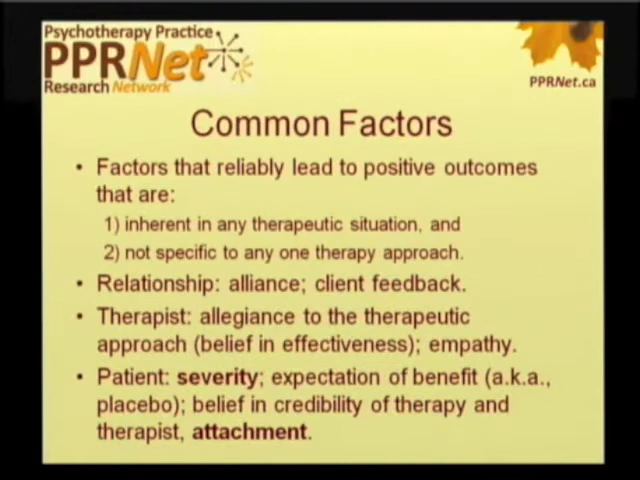 Psychotherapy Practice
PPRNet
Research Network
PPRNet.ca
Common Factors
• Factors that reliably lead to positive outcomes
that are:
1) inherent in any therapeutic situation, and
2) not specific to any one therapy approach.
• Relationship: alliance; client feedback.
• Therapist: allegiance to the therapeutic
approach (belief in effectiveness); empathy.
• Patient: severity; expectation of benefit (a.k.a.,
placebo); belief in credibility of therapy and
therapist, attachment.